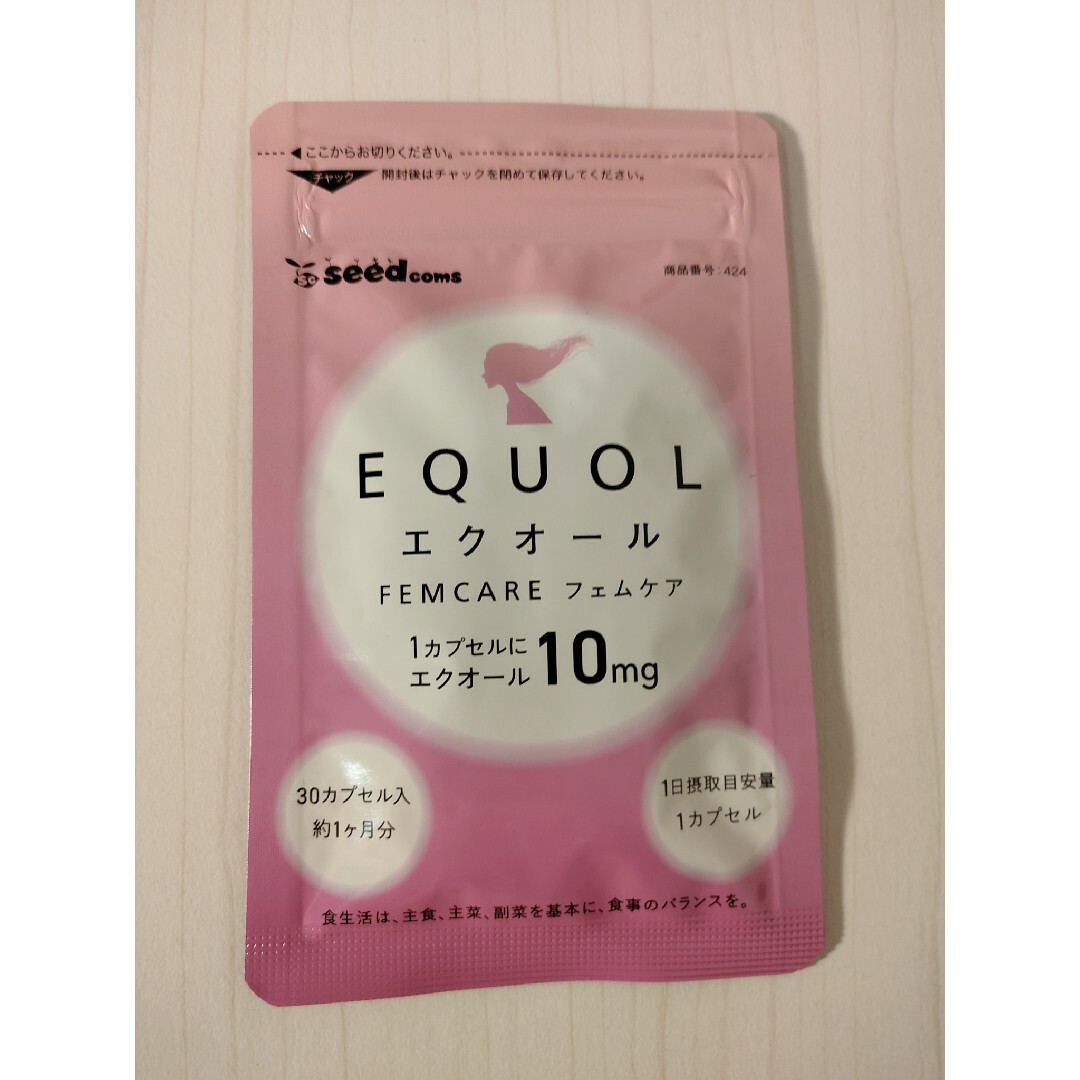 ここからお切りください。
チャック 開封後はチャックを閉めて保存してください。
seedcoms
商品番号:424
EQUOL
エクオール
FEMCARE フェムケア
1カプセルに
エクオール 10mg
30カプセル入
約1ヶ月分
1日摂取目安量
1カプセル
食生活は、主食、主菜、副菜を基本に、食事のバランスを。